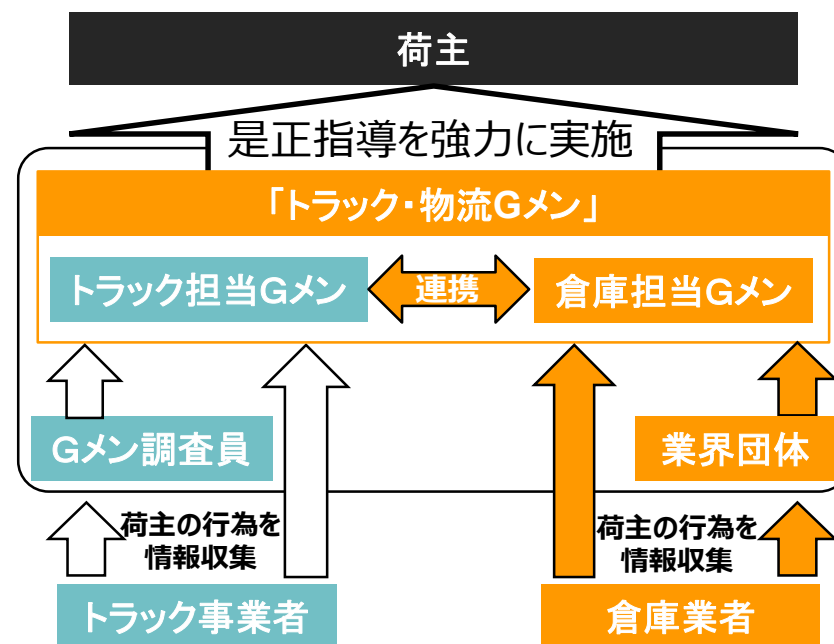 荷主
是正指導を強力に実施
「トラック・物流Gメン」
トラック担当Gメン
連携
倉庫担当Gメン
Gメン調査員
業界団体
荷主の行為を
情報収集
荷主の行為を
情報収集
トラック事業者
倉庫業者